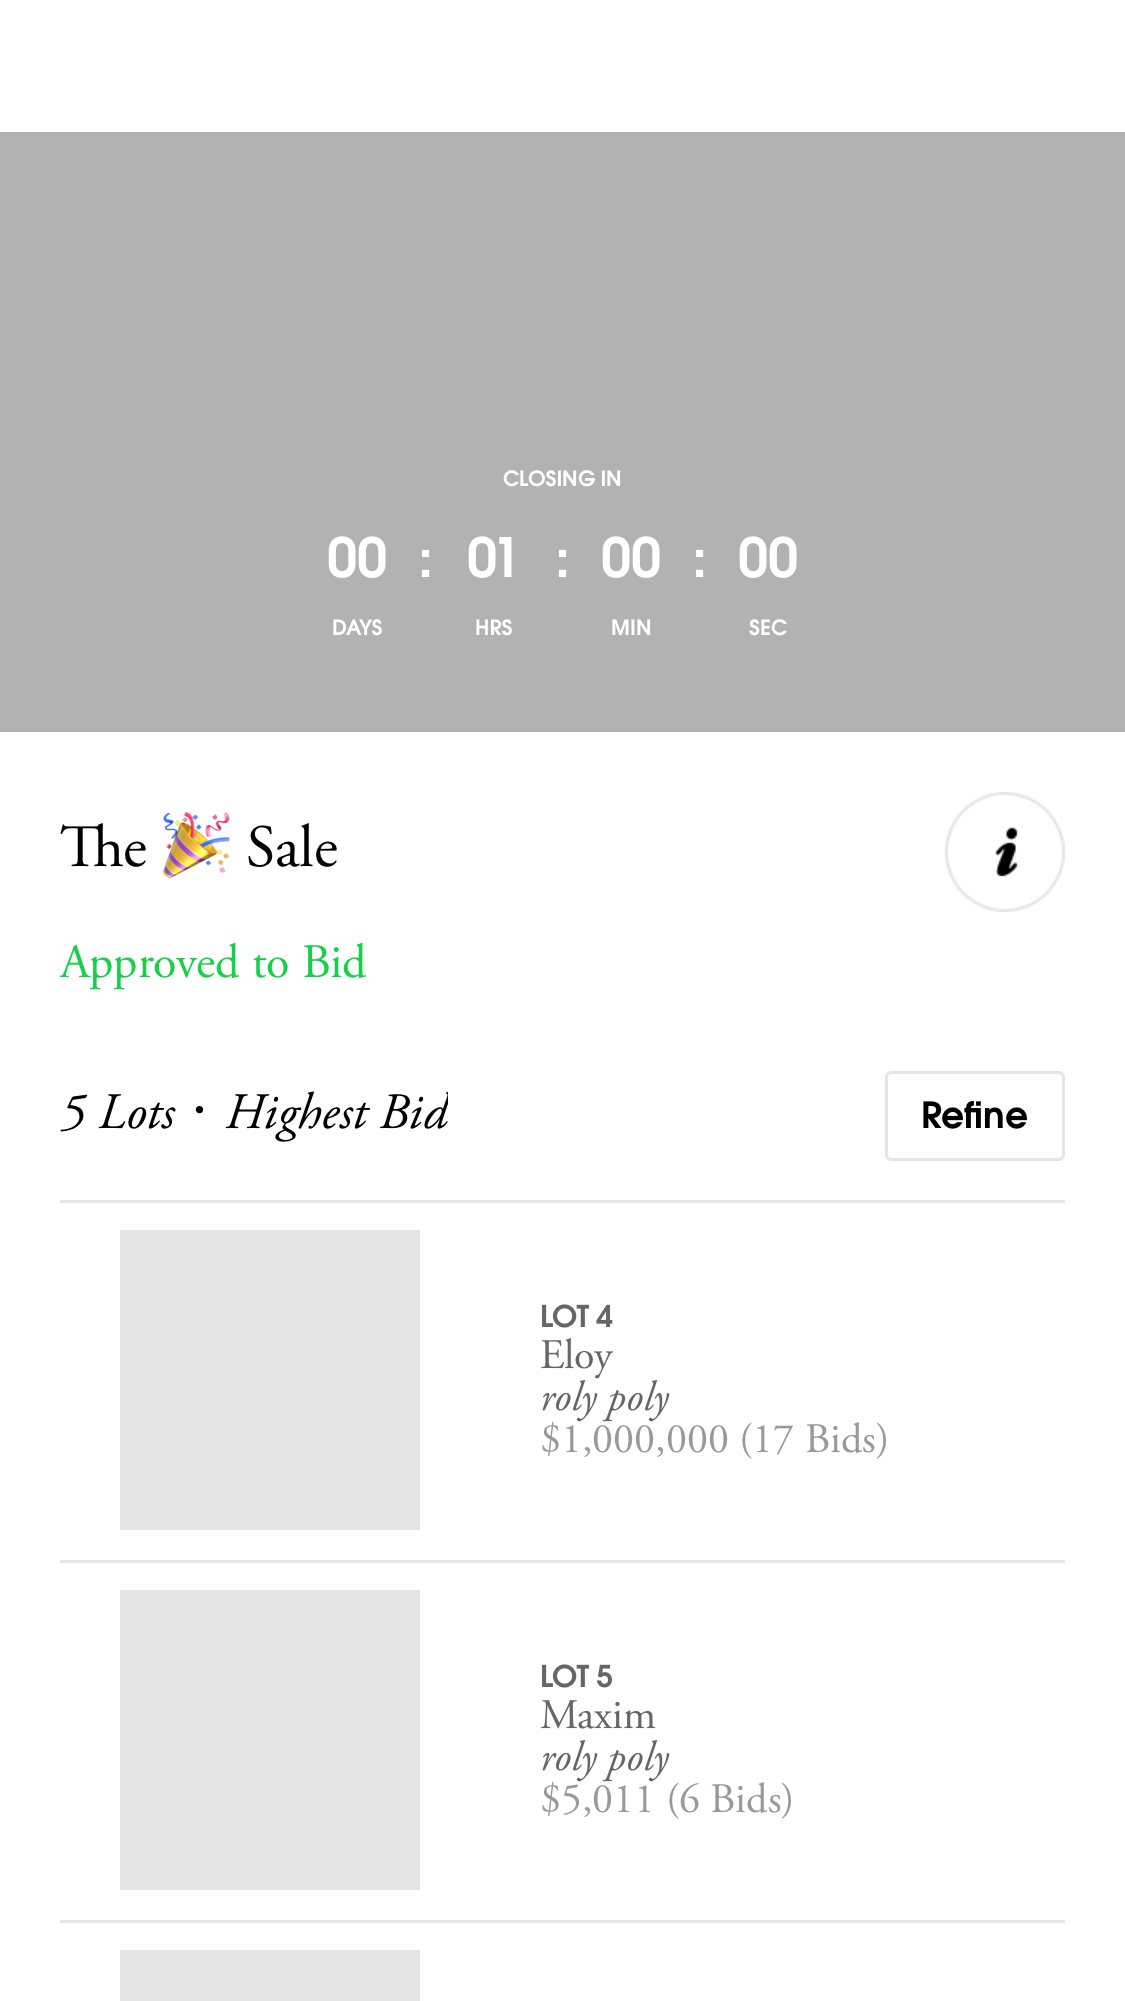 CLOSING IN
00 : 01 : 00 : 00
DAYS HRS MIN SEC
The 🎉 Sale
i
Approved to Bid
5 Lots • Highest Bid
Refine
LOT 4
Eloy
roly poly
$1,000,000 (17 Bids)
LOT 5
Maxim
roly poly
$5,011 (6 Bids)